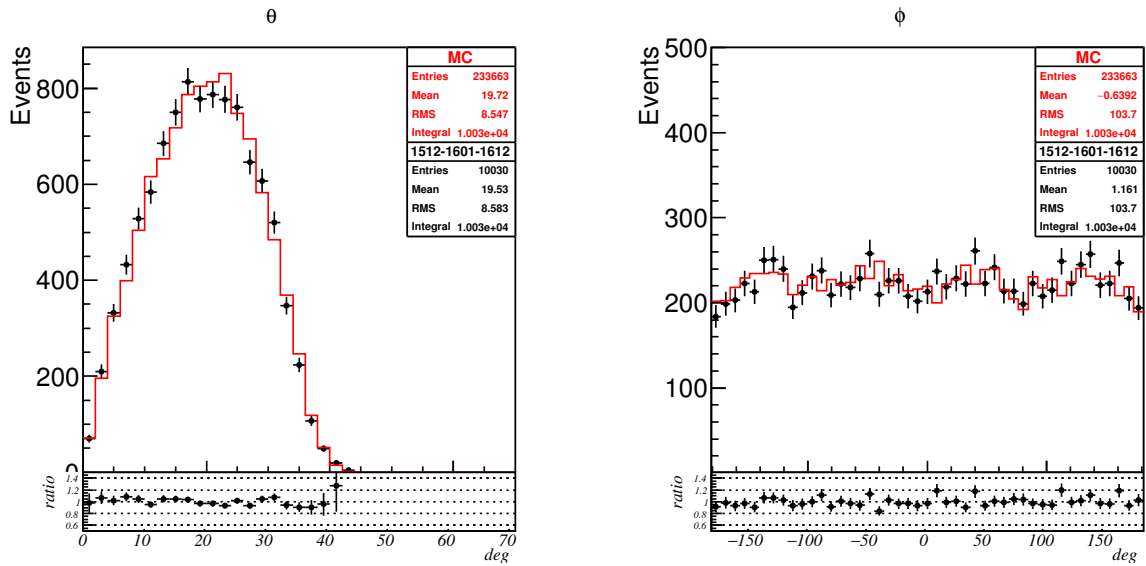 θ
Events
800
600
400
200
0
MC
Entries 233663
Mean 19.72
RMS 8.547
Integral 1.003e+04
1512-1601-1612
Entries 10030
Mean 19.53
RMS 8.583
Integral 1.003e+04
ratio
1.4
1.2
1
0.8
0.6
0 10 20 30 40 50 60 70
deg
ϕ
Events
500
400
300
200
100
MC
Entries 233663
Mean −0.6392
RMS 103.7
Integral 1.003e+04
1512-1601-1612
Entries 10030
Mean 1.161
RMS 103.7
Integral 1.003e+04
ratio
1.4
1.2
1
0.8
0.6
−150 −100 −50 0 50 100 150
deg